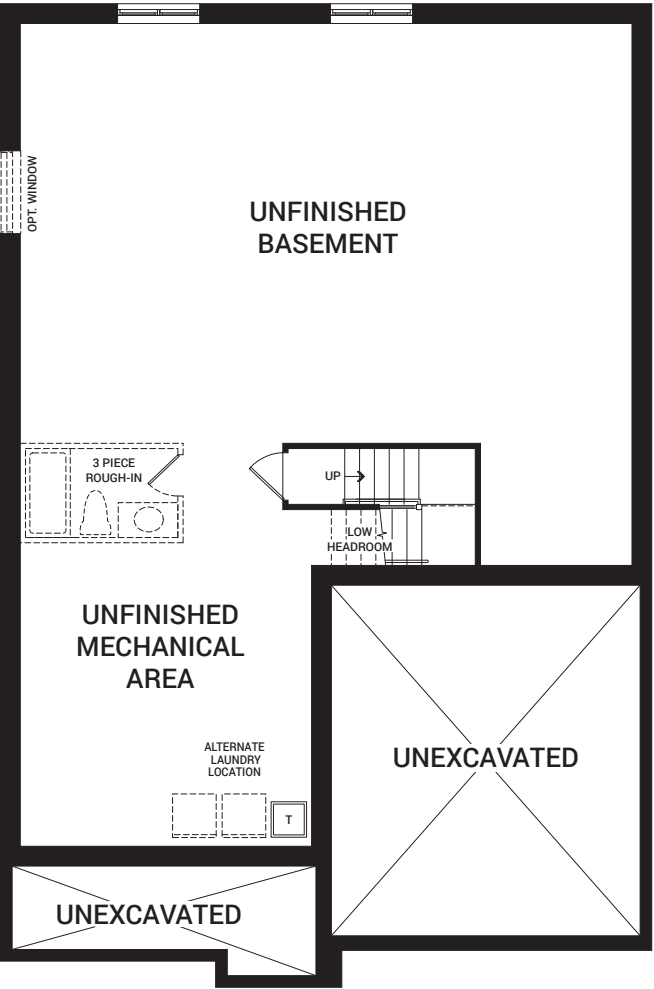 OPT. WINDOW
UNFINISHED
BASEMENT
3 PIECE
ROUGH-IN
UP
LOW
HEADROOM
UNFINISHED
MECHANICAL
AREA
ALTERNATE
LAUNDRY
LOCATION
T
UNEXCAVATED
UNEXCAVATED